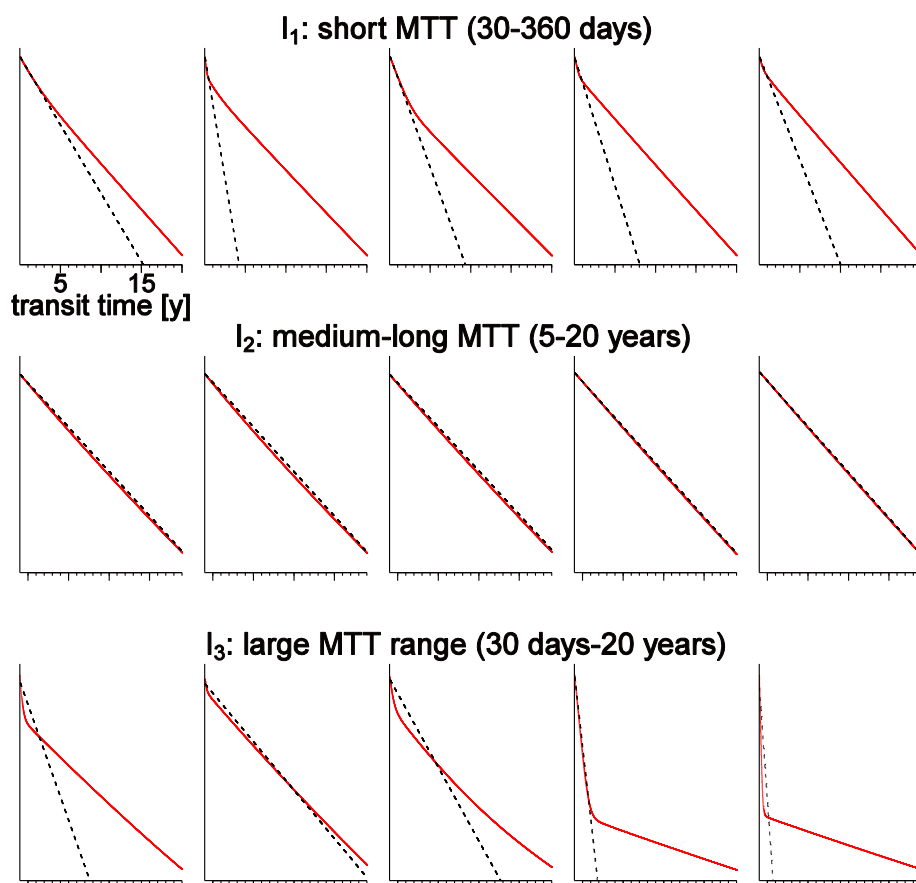 I₁: short MTT (30-360 days)
5 15
transit time [y]
I₂: medium-long MTT (5-20 years)
I₃: large MTT range (30 days-20 years)